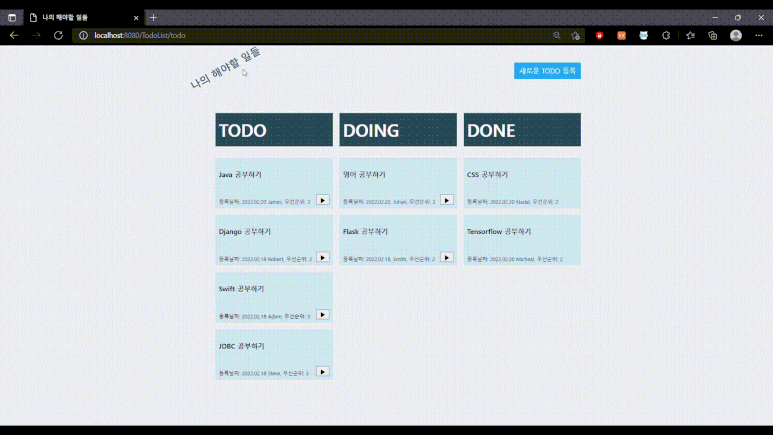 나의 해야할 일들
localhost:8080/TodoList/todo
나의 해야할 일들
새로운 TODO 등록
TODO
DOING
DONE
Java 공부하기
등록날짜: 2022.02.20 James, 우선순위: 2
영어 공부하기
등록날짜: 2022.02.20, Johan, 우선순위: 2
CSS 공부하기
등록날짜: 2022.02.20 Nadal, 우선순위: 2
Django 공부하기
등록날짜: 2022.02.19 Robert, 우선순위: 2
Flask 공부하기
등록날짜: 2022.02.18, Smith, 우선순위: 2
Tensorflow 공부하기
등록날짜: 2022.02.20 Micheal, 우선순위: 2
Swift 공부하기
등록날짜: 2022.02.18 Adam, 우선순위: 3
JDBC 공부하기
등록날짜: 2022.02.18 Steve, 우선순위: 3